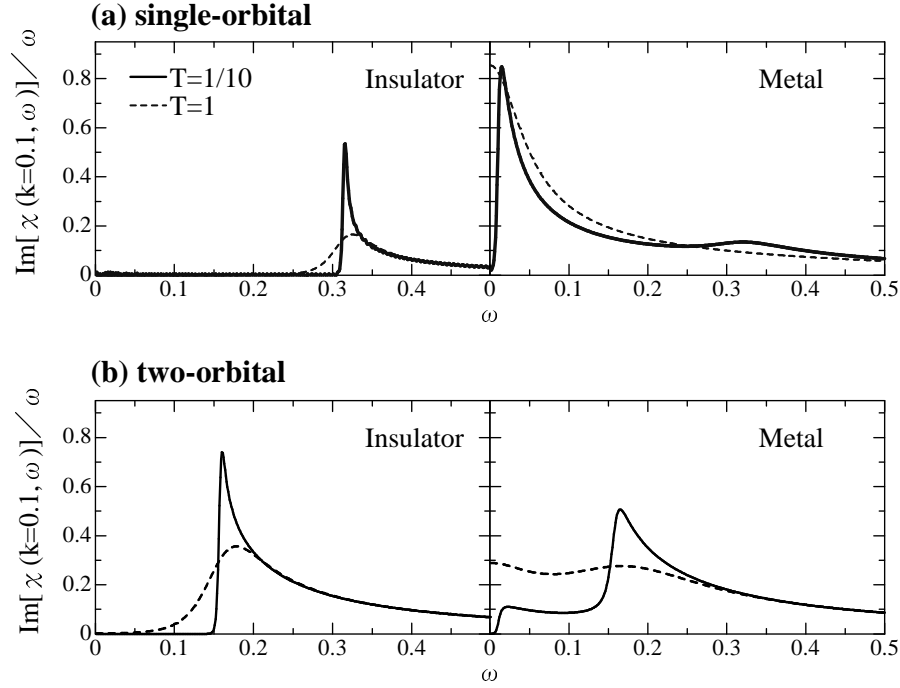 (a) single-orbital
Im[ χ (k=0.1, ω)]／ω
0.8
0.6
0.4
0.2
0
T=1/10
T=1
Insulator
Metal
0 0.1 0.2 0.3 0.4 0 0.1 0.2 0.3 0.4 0.5
ω
(b) two-orbital
Im[ χ (k=0.1, ω)]／ω
0.8
0.6
0.4
0.2
0
Insulator
Metal
0 0.1 0.2 0.3 0.4 0 0.1 0.2 0.3 0.4 0.5
ω